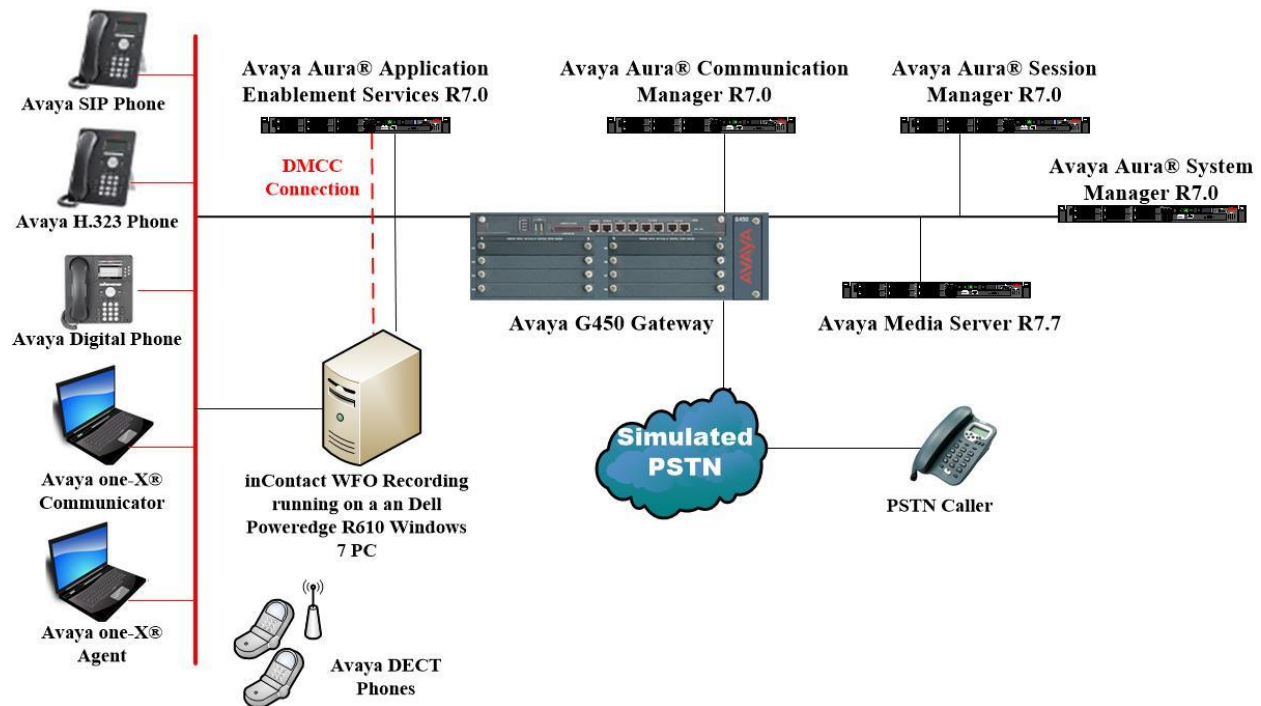 Avaya SIP Phone
Avaya H.323 Phone
Avaya Digital Phone
Avaya one-X®
Communicator
Avaya one-X®
Agent
Avaya Aura® Application
Enablement Services R7.0
DMCC
Connection
inContact WFO Recording
running on a an Dell
Poweredge R610 Windows
7 PC
Avaya DECT
Phones
Avaya Aura® Communication
Manager R7.0
G450
AVAYA
Avaya G450 Gateway
Simulated
PSTN
PSTN Caller
Avaya Aura® Session
Manager R7.0
Avaya Aura® System
Manager R7.0
Avaya Media Server R7.7